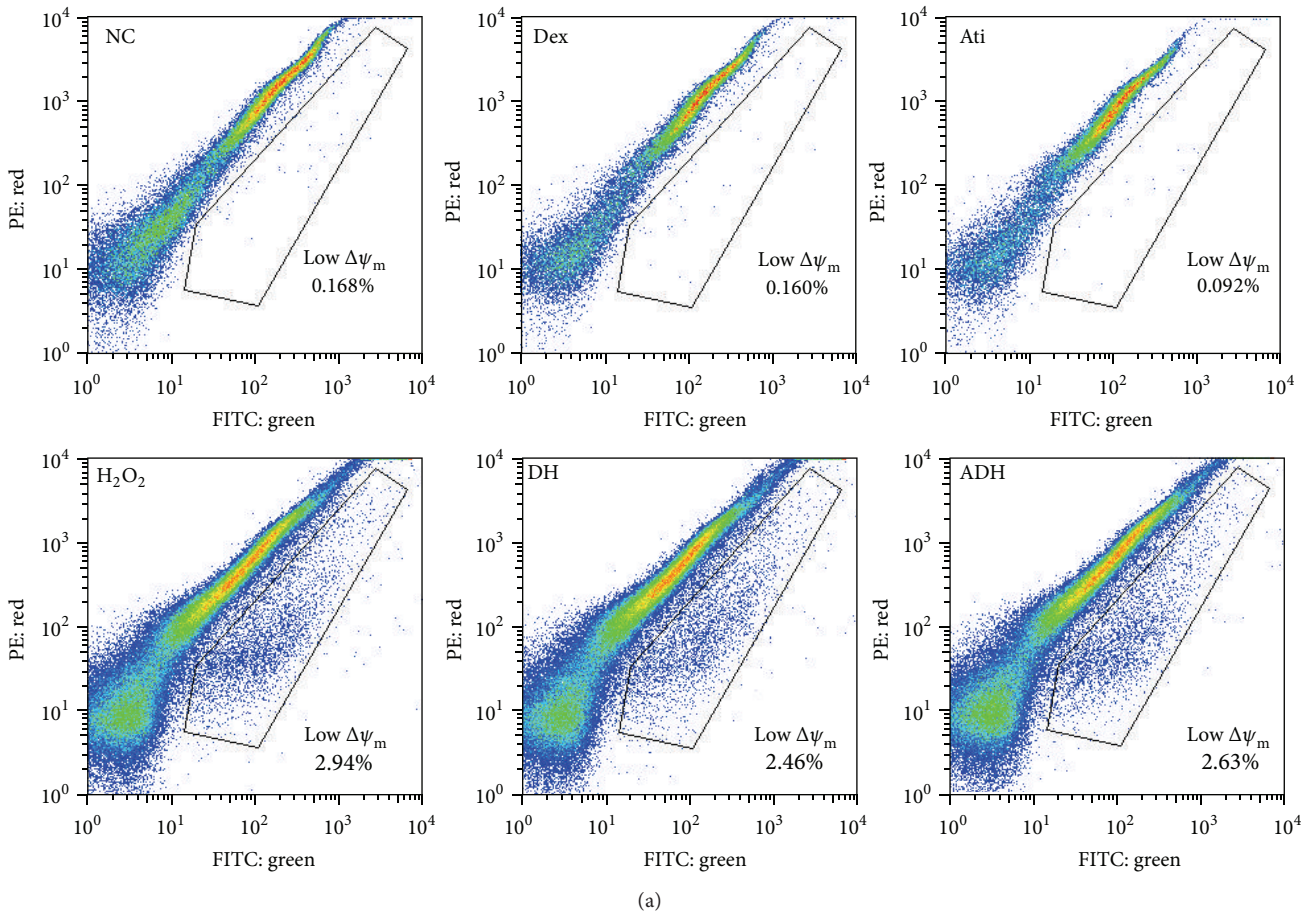 NC
PE: red
10⁴
10³
10²
10¹
10⁰
Low Δψₘ
0.168%
10⁰ 10¹ 10² 10³ 10⁴
FITC: green
Dex
PE: red
10⁴
10³
10²
10¹
10⁰
Low Δψₘ
0.160%
10⁰ 10¹ 10² 10³ 10⁴
FITC: green
Ati
PE: red
10⁴
10³
10²
10¹
10⁰
Low Δψₘ
0.092%
10⁰ 10¹ 10² 10³ 10⁴
FITC: green
H₂O₂
PE: red
10⁴
10³
10²
10¹
10⁰
Low Δψₘ
2.94%
10⁰ 10¹ 10² 10³ 10⁴
FITC: green
DH
PE: red
10⁴
10³
10²
10¹
10⁰
Low Δψₘ
2.46%
10⁰ 10¹ 10² 10³ 10⁴
FITC: green
ADH
PE: red
10⁴
10³
10²
10¹
10⁰
Low Δψₘ
2.63%
10⁰ 10¹ 10² 10³ 10⁴
FITC: green
(a)